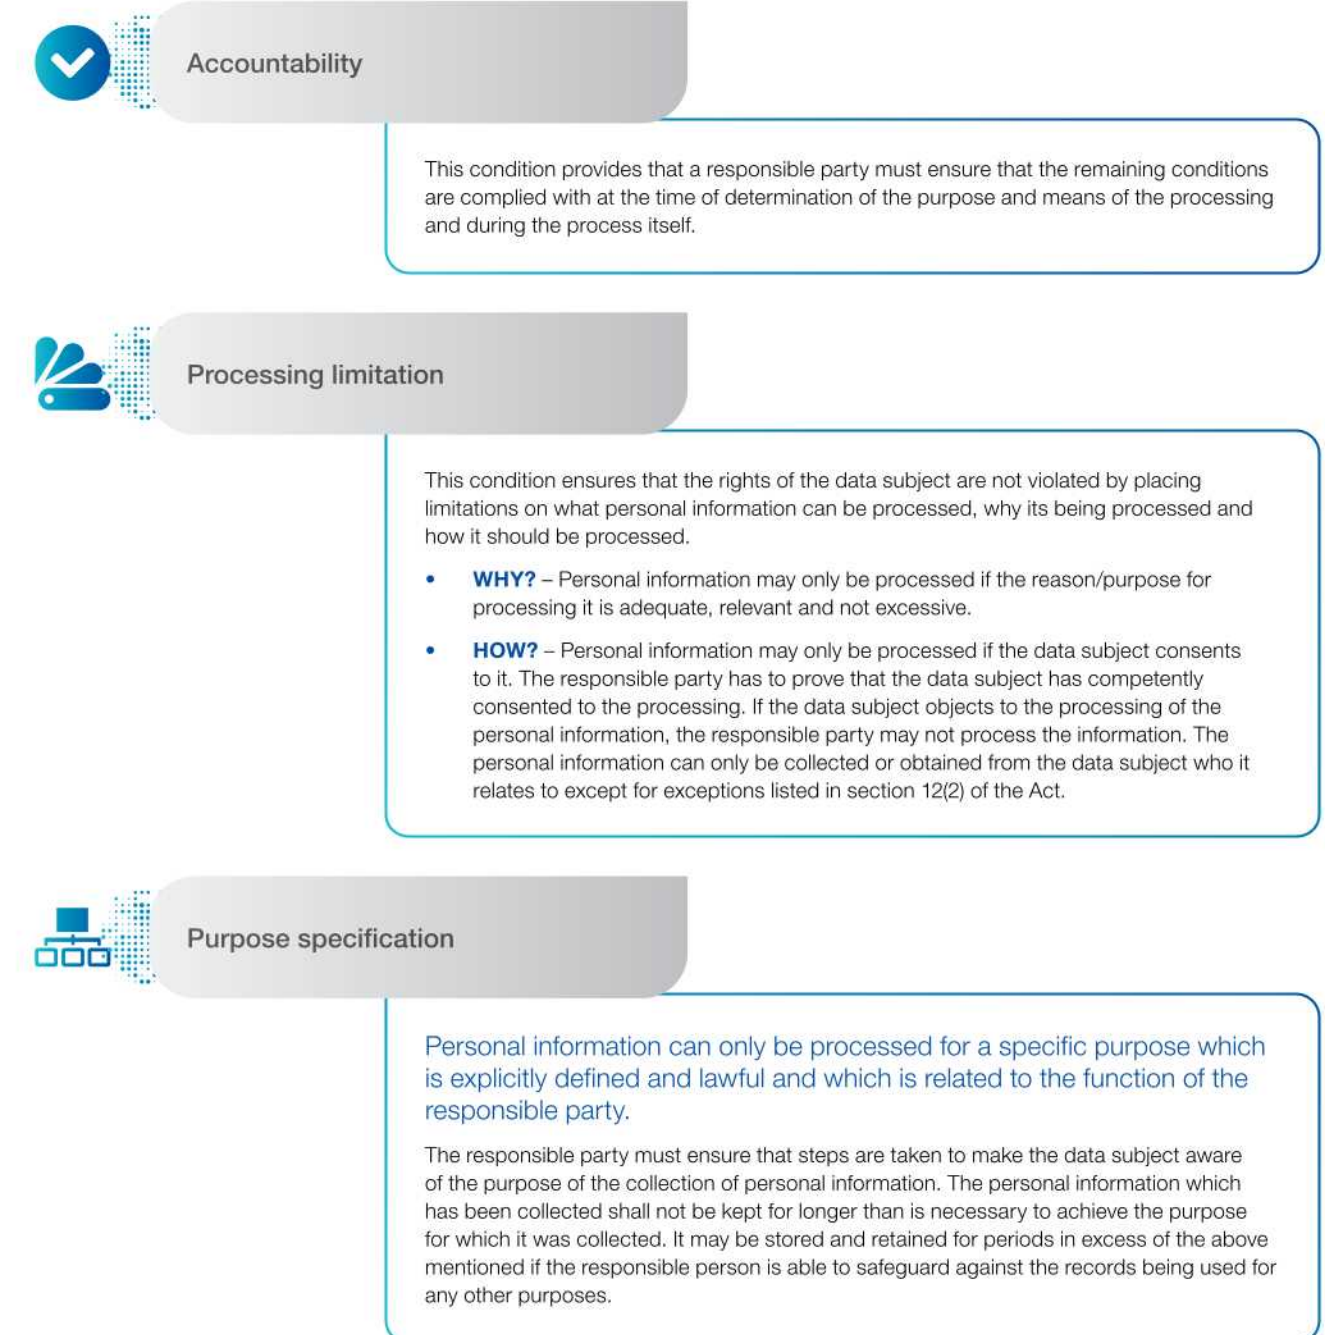 Accountability
This condition provides that a responsible party must ensure that the remaining conditions
are complied with at the time of determination of the purpose and means of the processing
and during the process itself.
Processing limitation
This condition ensures that the rights of the data subject are not violated by placing
limitations on what personal information can be processed, why its being processed and
how it should be processed.
• WHY? – Personal information may only be processed if the reason/purpose for
processing it is adequate, relevant and not excessive.
• HOW? – Personal information may only be processed if the data subject consents
to it. The responsible party has to prove that the data subject has competently
consented to the processing. If the data subject objects to the processing of the
personal information, the responsible party may not process the information. The
personal information can only be collected or obtained from the data subject who it
relates to except for exceptions listed in section 12(2) of the Act.
Purpose specification
Personal information can only be processed for a specific purpose which
is explicitly defined and lawful and which is related to the function of the
responsible party.
The responsible party must ensure that steps are taken to make the data subject aware
of the purpose of the collection of personal information. The personal information which
has been collected shall not be kept for longer than is necessary to achieve the purpose
for which it was collected. It may be stored and retained for periods in excess of the above
mentioned if the responsible person is able to safeguard against the records being used for
any other purposes.